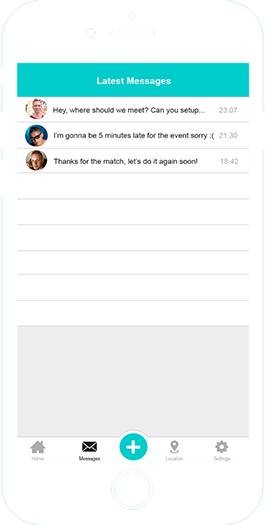 Latest Messages
Hey, where should we meet? Can you setup... 23.07
I'm gonna be 5 minutes late for the event sorry :( 21.30
Thanks for the match, let's do it again soon! 18.42
Home Messages Location Settings